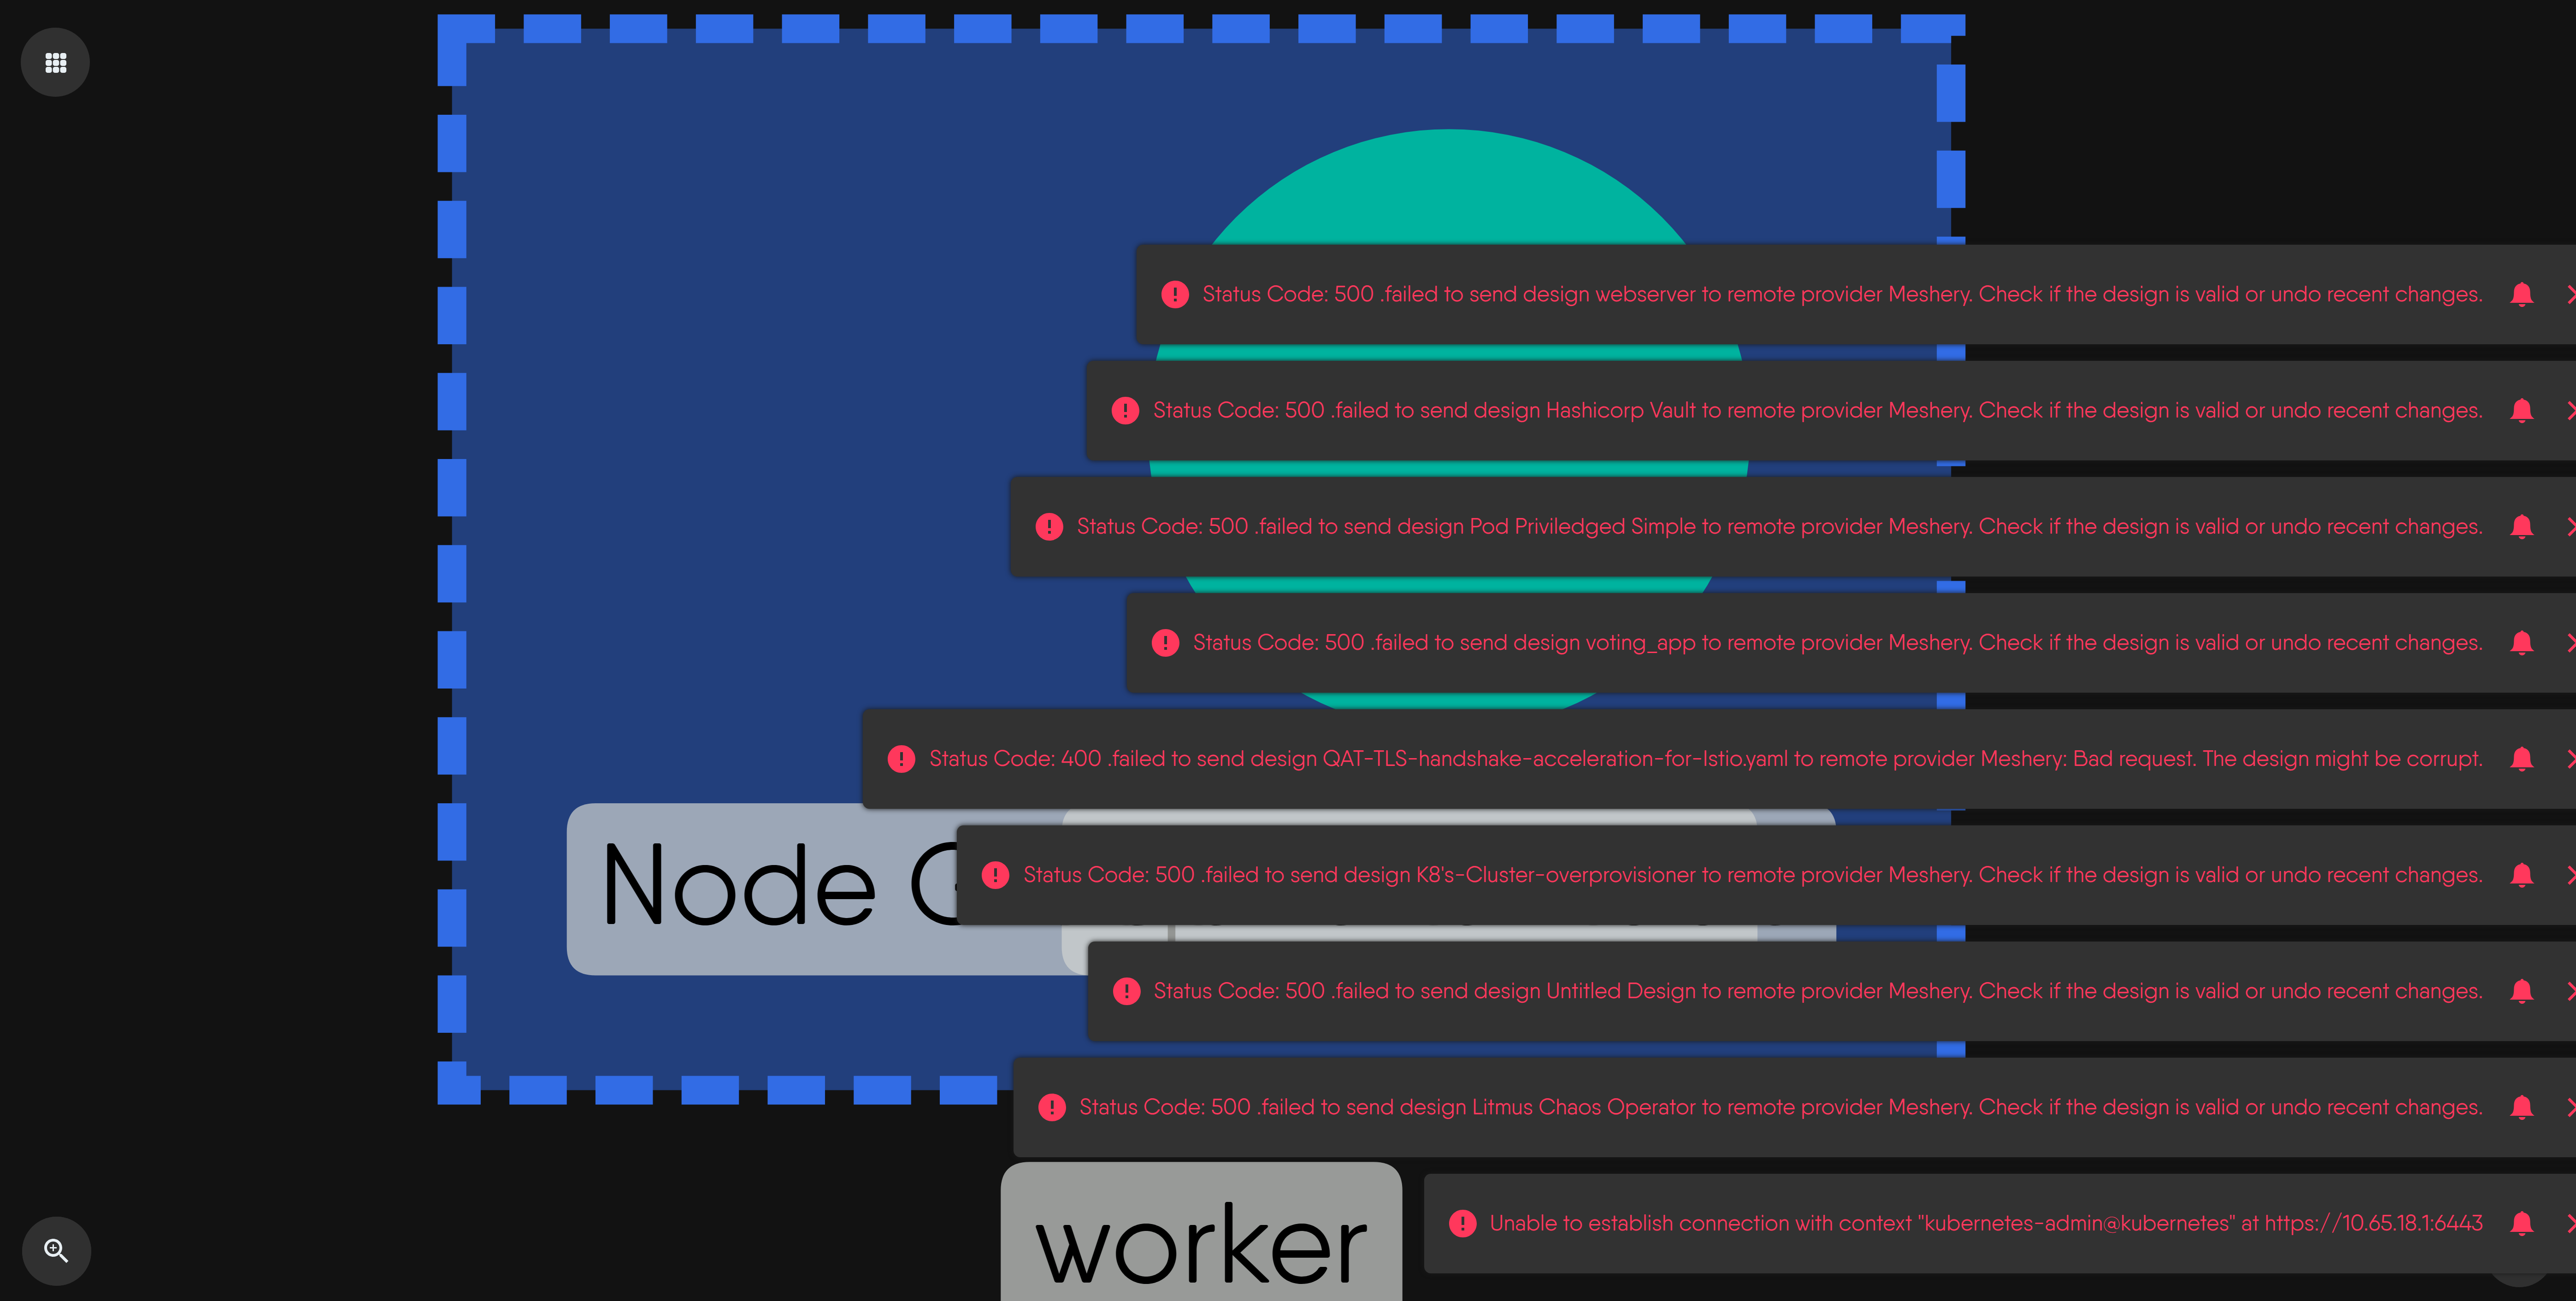 Status Code: 500 .failed to send design webserver to remote provider Meshery. Check if the design is valid or undo recent changes.
Status Code: 500 .failed to send design Hashicorp Vault to remote provider Meshery. Check if the design is valid or undo recent changes.
Status Code: 500 .failed to send design Pod Priviledged Simple to remote provider Meshery. Check if the design is valid or undo recent changes.
Status Code: 500 .failed to send design voting_app to remote provider Meshery. Check if the design is valid or undo recent changes.
Status Code: 400 .failed to send design QAT-TLS-handshake-acceleration-for-Istio.yaml to remote provider Meshery: Bad request. The design might be corrupt.
Status Code: 500 .failed to send design K8's-Cluster-overprovisioner to remote provider Meshery. Check if the design is valid or undo recent changes.
Node
Status Code: 500 .failed to send design Untitled Design to remote provider Meshery. Check if the design is valid or undo recent changes.
Status Code: 500 .failed to send design Litmus Chaos Operator to remote provider Meshery. Check if the design is valid or undo recent changes.
Unable to establish connection with context "kubernetes-admin@kubernetes" at https://10.65.18.1:6443
worker